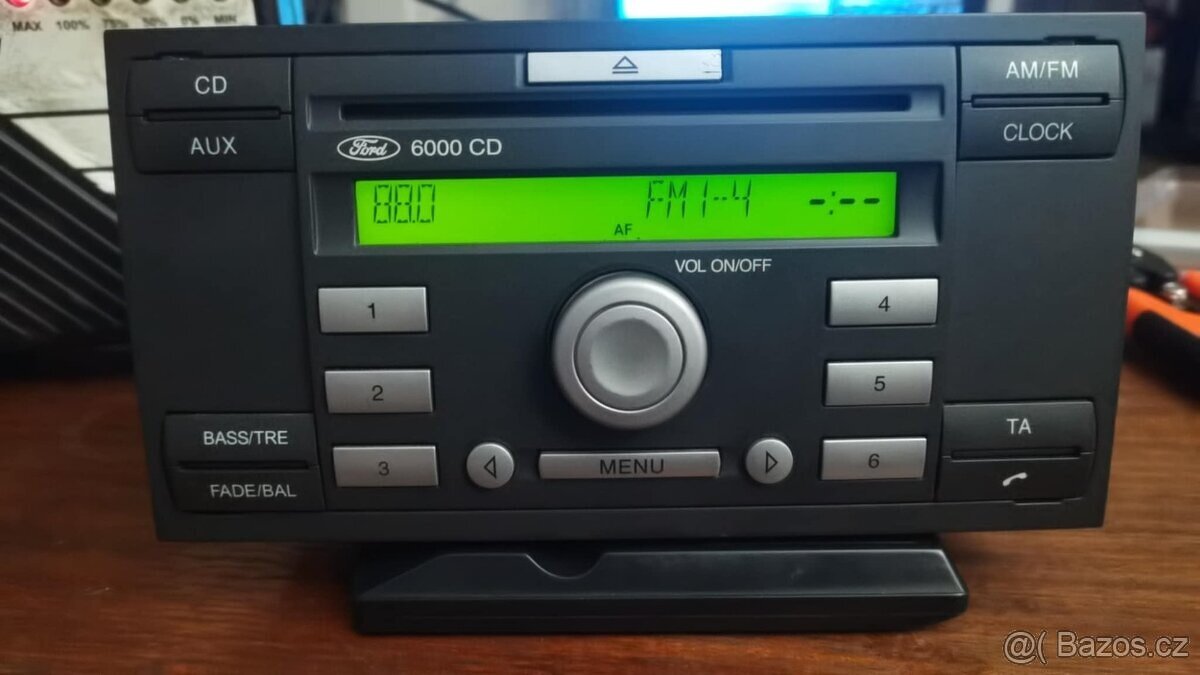 MAX 100% 75% 50% 0% MIN
CD
AUX
AM/FM
CLOCK
Ford 6000 CD
88.0 FM1-4 -:--
AF
VOL ON/OFF
1
2
3
4
5
6
BASS/TRE
FADE/BAL
MENU
TA
@( Bazos.cz